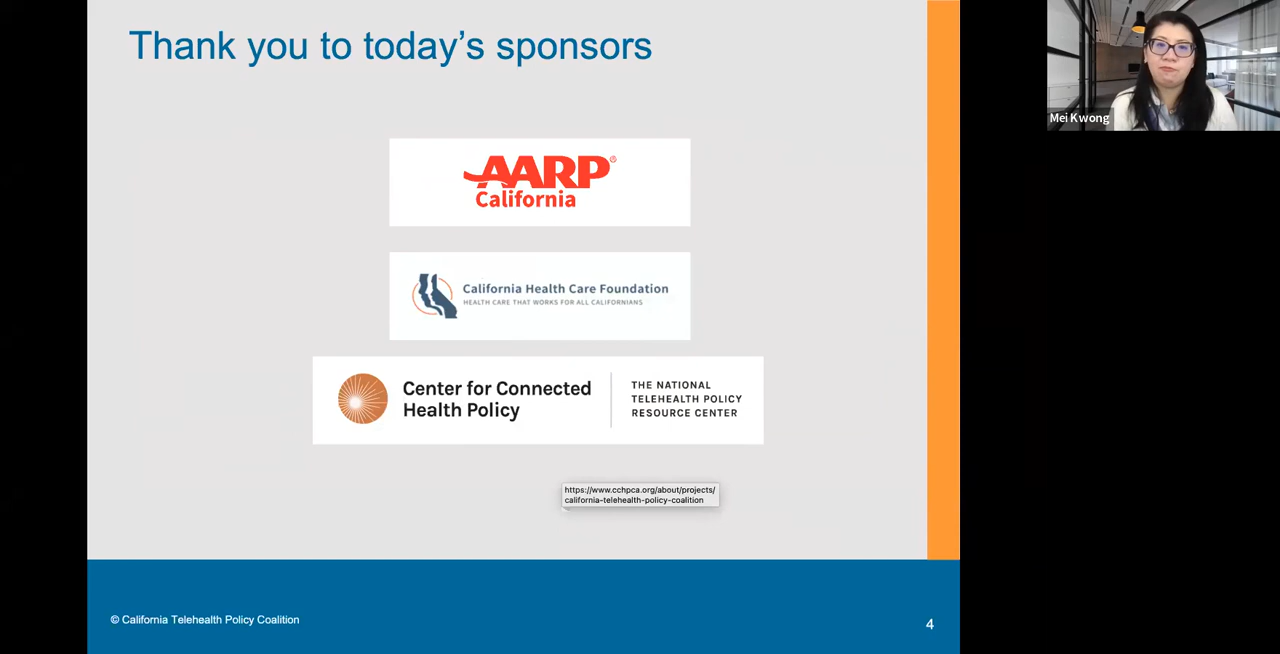 Thank you to today's sponsors
Mei Kwong
AARP®
California
California Health Care Foundation
HEALTH CARE THAT WORKS FOR ALL CALIFORNIANS
Center for Connected
Health Policy
THE NATIONAL
TELEHEALTH POLICY
RESOURCE CENTER
https://www.cchpca.org/about/projects/
california-telehealth-policy-coalition
© California Telehealth Policy Coalition
4